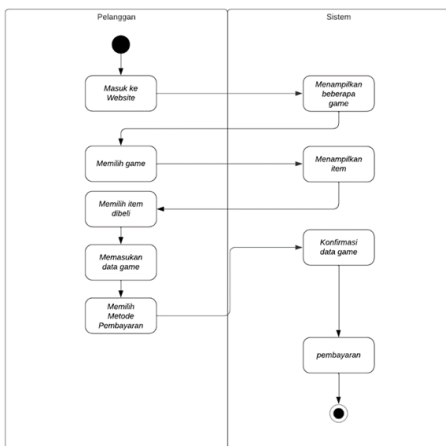 Pelanggan
Sistem
Masuk ke
Website
Menampilkan
beberapa
game
Memilih game
Menampilkan
item
Memilih item
dibeli
Memasukan
data game
Konfirmasi
data game
Memilih
Metode
Pembayaran
pembayaran